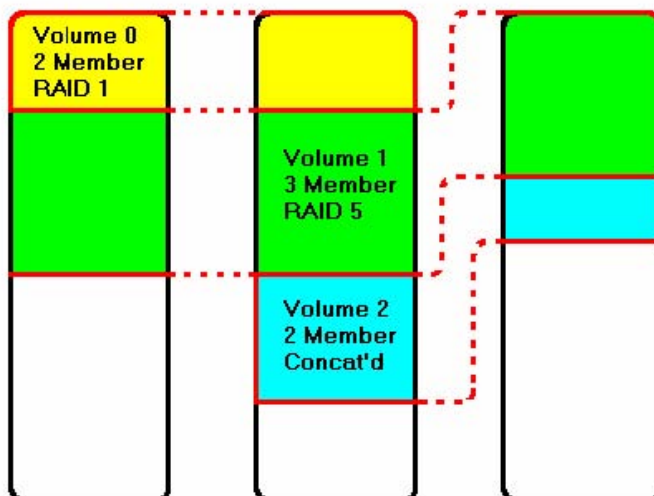 Volume 0
2 Member
RAID 1
Volume 1
3 Member
RAID 5
Volume 2
2 Member
Concat'd